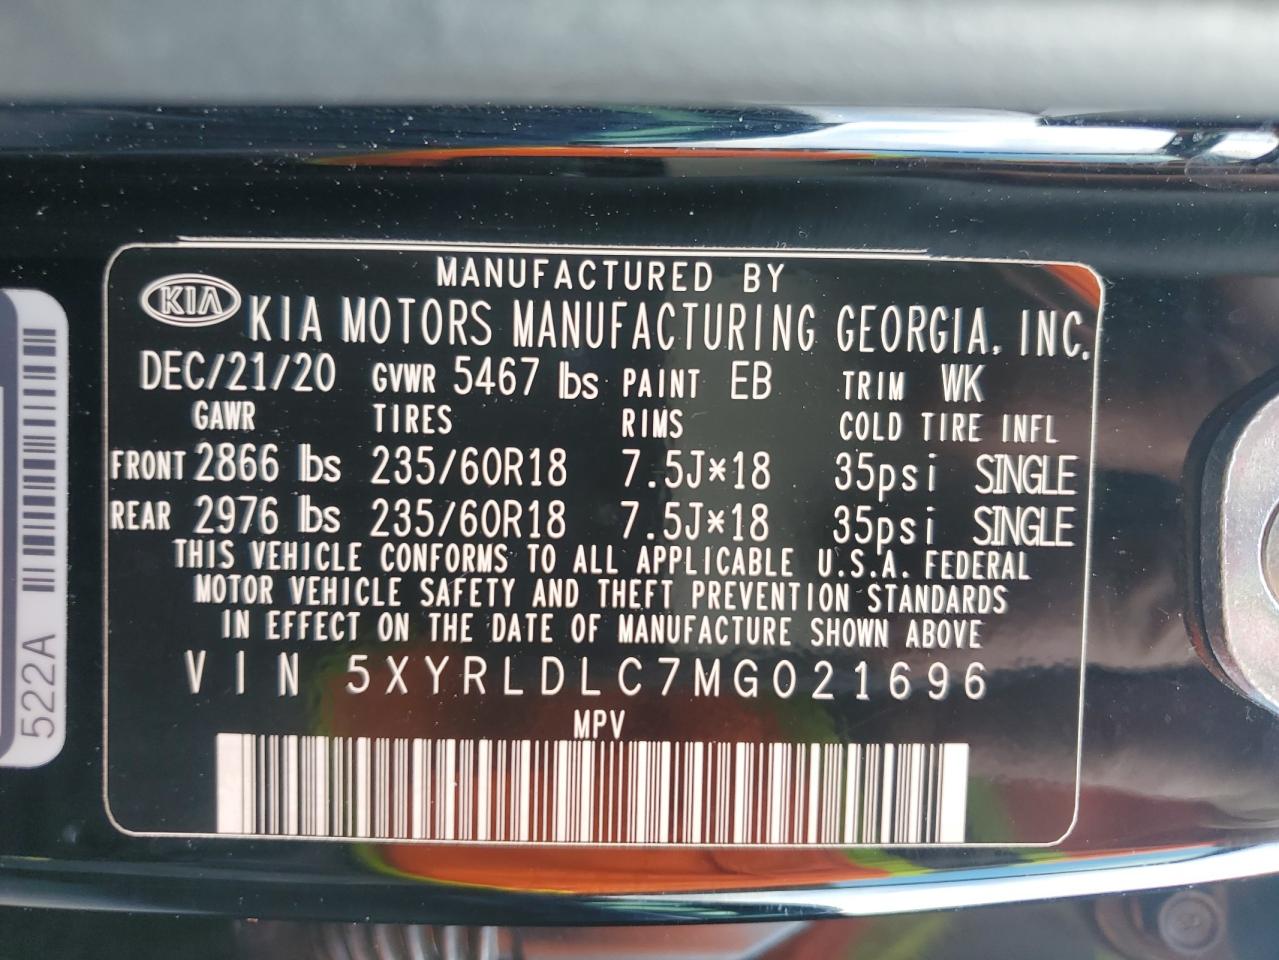 MANUFACTURED BY
KIA KIA MOTORS MANUFACTURING GEORGIA, INC.
DEC/21/20 GVWR 5467 lbs PAINT EB TRIM WK
GAWR TIRES RIMS COLD TIRE INFL
FRONT 2866 lbs 235/60R18 7.5J*18 35psi SINGLE
REAR 2976 lbs 235/60R18 7.5J*18 35psi SINGLE
THIS VEHICLE CONFORMS TO ALL APPLICABLE U.S.A. FEDERAL
MOTOR VEHICLE SAFETY AND THEFT PREVENTION STANDARDS
IN EFFECT ON THE DATE OF MANUFACTURE SHOWN ABOVE
VIN 5XYRLDLC7MG021696
MPV
522A